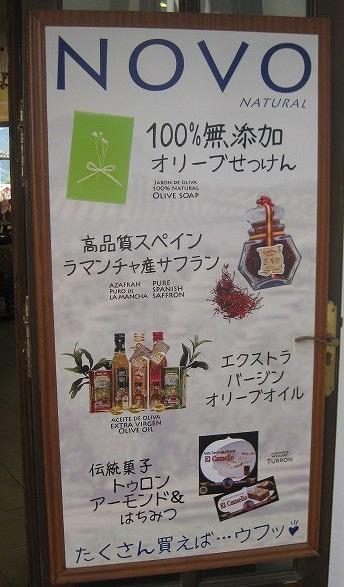 NOVO
NATURAL
100%無添加
オリーブせっけん
JABON DE OLIVA
100% NATURAL
OLIVE SOAP
高品質スペイン
ラマンチャ産サフラン
AZAFRAN
PURO DE
LA MANCHA
PURE
SPANISH
SAFFRON
エクストラ
バージン
オリーブオイル
ACEITE DE OLIVA
EXTRA VIRGEN
OLIVE OIL
伝統菓子
トゥロン
アーモンド&
はちみつ
El Camello
El Camello
TURRON
たくさん買えば…ウフッ♥